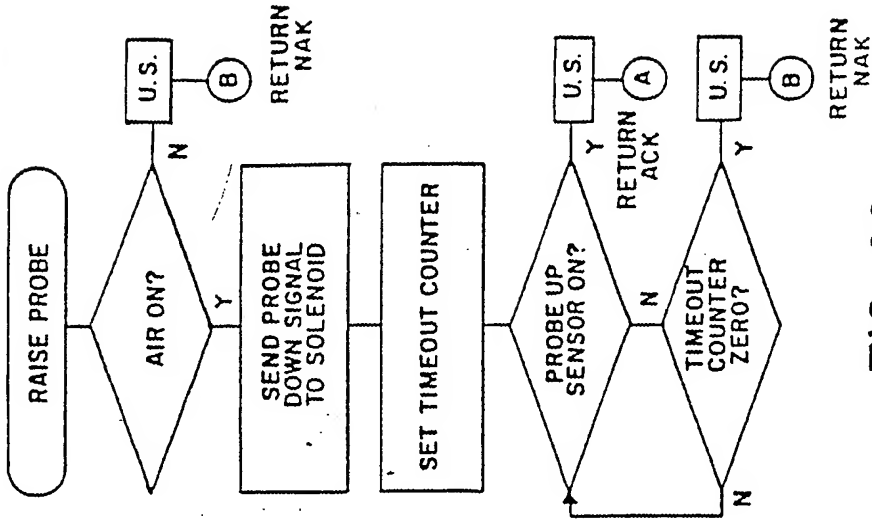 RAISE PROBE
AIR ON?
N
U.S.
B
RETURN
NAK
Y
SEND PROBE
DOWN SIGNAL
TO SOLENOID
SET TIMEOUT COUNTER
PROBE UP
SENSOR ON?
Y
U.S.
A
RETURN
ACK
N
TIMEOUT
COUNTER
ZERO?
Y
U.S.
B
RETURN
NAK
N